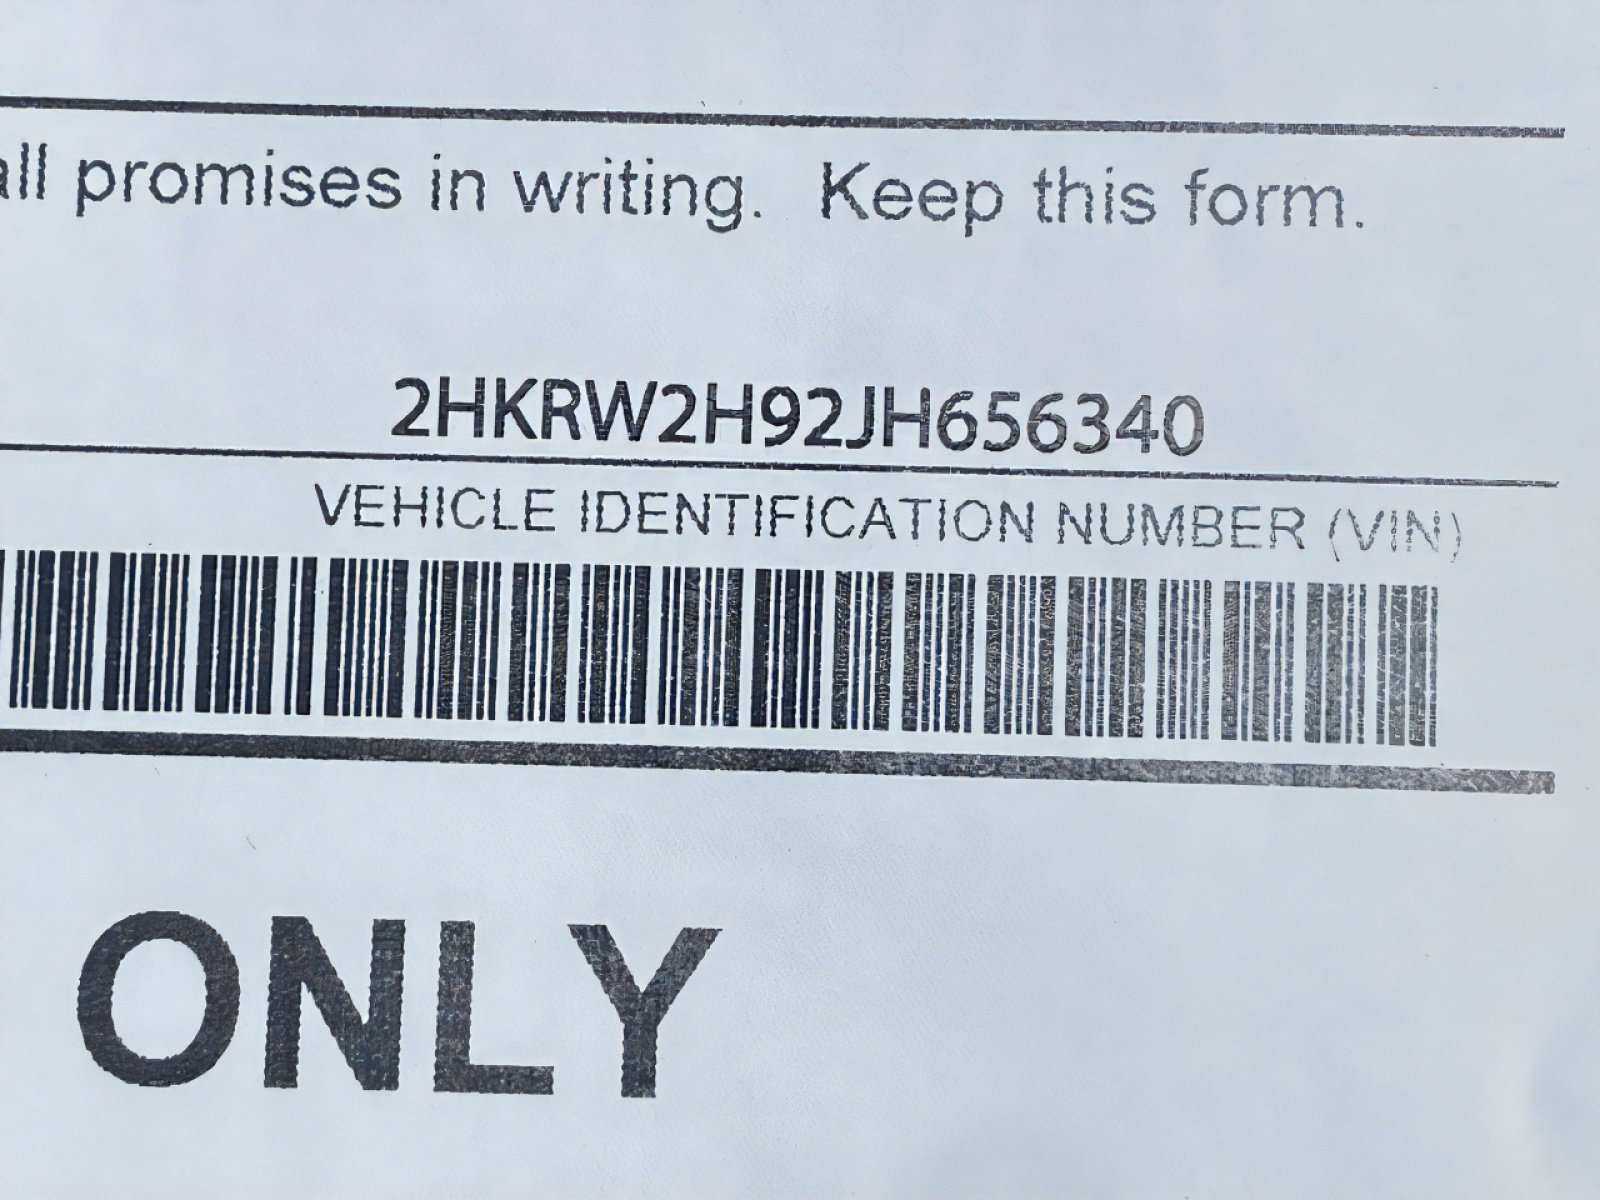 all promises in writing. Keep this form.
2HKRW2H92JH656340
VEHICLE IDENTIFICATION NUMBER (VIN)
ONLY